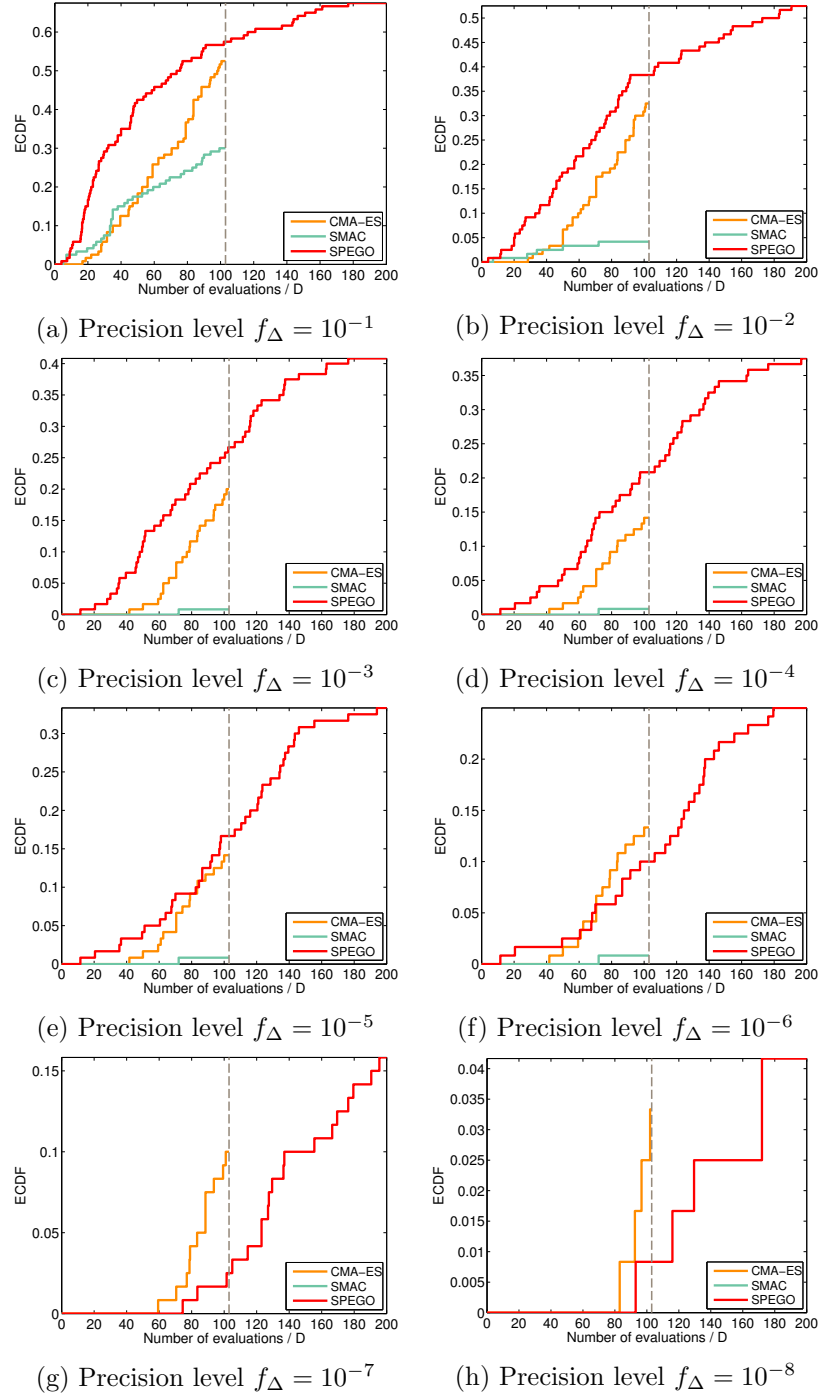 0.6
0.5
0.4
0.3
0.2
0.1
0
ECDF
0 20 40 60 80 100 120 140 160 180 200
Number of evaluations / D
CMA−ES
SMAC
SPEGO
(a) Precision level f_Δ = 10^−1
0.5
0.45
0.4
0.35
0.3
0.25
0.2
0.15
0.1
0.05
0
ECDF
0 20 40 60 80 100 120 140 160 180 200
Number of evaluations / D
CMA−ES
SMAC
SPEGO
(b) Precision level f_Δ = 10^−2
0.4
0.35
0.3
0.25
0.2
0.15
0.1
0.05
0
ECDF
0 20 40 60 80 100 120 140 160 180 200
Number of evaluations / D
CMA−ES
SMAC
SPEGO
(c) Precision level f_Δ = 10^−3
0.35
0.3
0.25
0.2
0.15
0.1
0.05
0
ECDF
0 20 40 60 80 100 120 140 160 180 200
Number of evaluations / D
CMA−ES
SMAC
SPEGO
(d) Precision level f_Δ = 10^−4
0.3
0.25
0.2
0.15
0.1
0.05
0
ECDF
0 20 40 60 80 100 120 140 160 180 200
Number of evaluations / D
CMA−ES
SMAC
SPEGO
(e) Precision level f_Δ = 10^−5
0.2
0.15
0.1
0.05
0
ECDF
0 20 40 60 80 100 120 140 160 180 200
Number of evaluations / D
CMA−ES
SMAC
SPEGO
(f) Precision level f_Δ = 10^−6
0.15
0.1
0.05
0
ECDF
0 20 40 60 80 100 120 140 160 180 200
Number of evaluations / D
CMA−ES
SMAC
SPEGO
(g) Precision level f_Δ = 10^−7
0.04
0.035
0.03
0.025
0.02
0.015
0.01
0.005
0
ECDF
0 20 40 60 80 100 120 140 160 180 200
Number of evaluations / D
CMA−ES
SMAC
SPEGO
(h) Precision level f_Δ = 10^−8